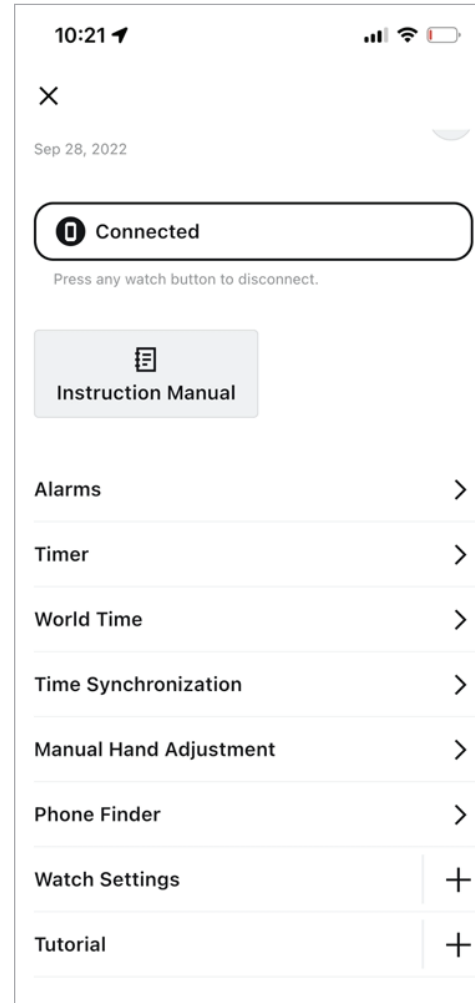 10:21
Sep 28, 2022
Connected
Press any watch button to disconnect.
Instruction Manual
Alarms
Timer
World Time
Time Synchronization
Manual Hand Adjustment
Phone Finder
Watch Settings
Tutorial